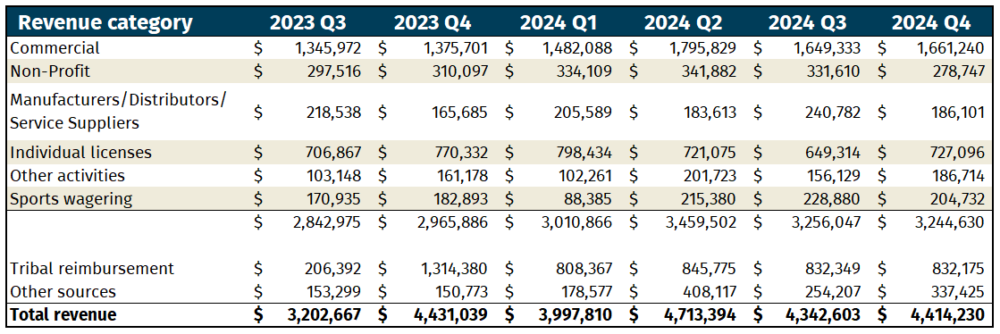 Revenue category 2023 Q3 2023 Q4 2024 Q1 2024 Q2 2024 Q3 2024 Q4
Commercial $ 1,345,972 $ 1,375,701 $ 1,482,088 $ 1,795,829 $ 1,649,333 $ 1,661,240
Non-Profit $ 297,516 $ 310,097 $ 334,109 $ 341,882 $ 331,610 $ 278,747
Manufacturers/Distributors/
Service Suppliers $ 218,538 $ 165,685 $ 205,589 $ 183,613 $ 240,782 $ 186,101
Individual licenses $ 706,867 $ 770,332 $ 798,434 $ 721,075 $ 649,314 $ 727,096
Other activities $ 103,148 $ 161,178 $ 102,261 $ 201,723 $ 156,129 $ 186,714
Sports wagering $ 170,935 $ 182,893 $ 88,385 $ 215,380 $ 228,880 $ 204,732
$ 2,842,975 $ 2,965,886 $ 3,010,866 $ 3,459,502 $ 3,256,047 $ 3,244,630
Tribal reimbursement $ 206,392 $ 1,314,380 $ 808,367 $ 845,775 $ 832,349 $ 832,175
Other sources $ 153,299 $ 150,773 $ 178,577 $ 408,117 $ 254,207 $ 337,425
Total revenue $ 3,202,667 $ 4,431,039 $ 3,997,810 $ 4,713,394 $ 4,342,603 $ 4,414,230